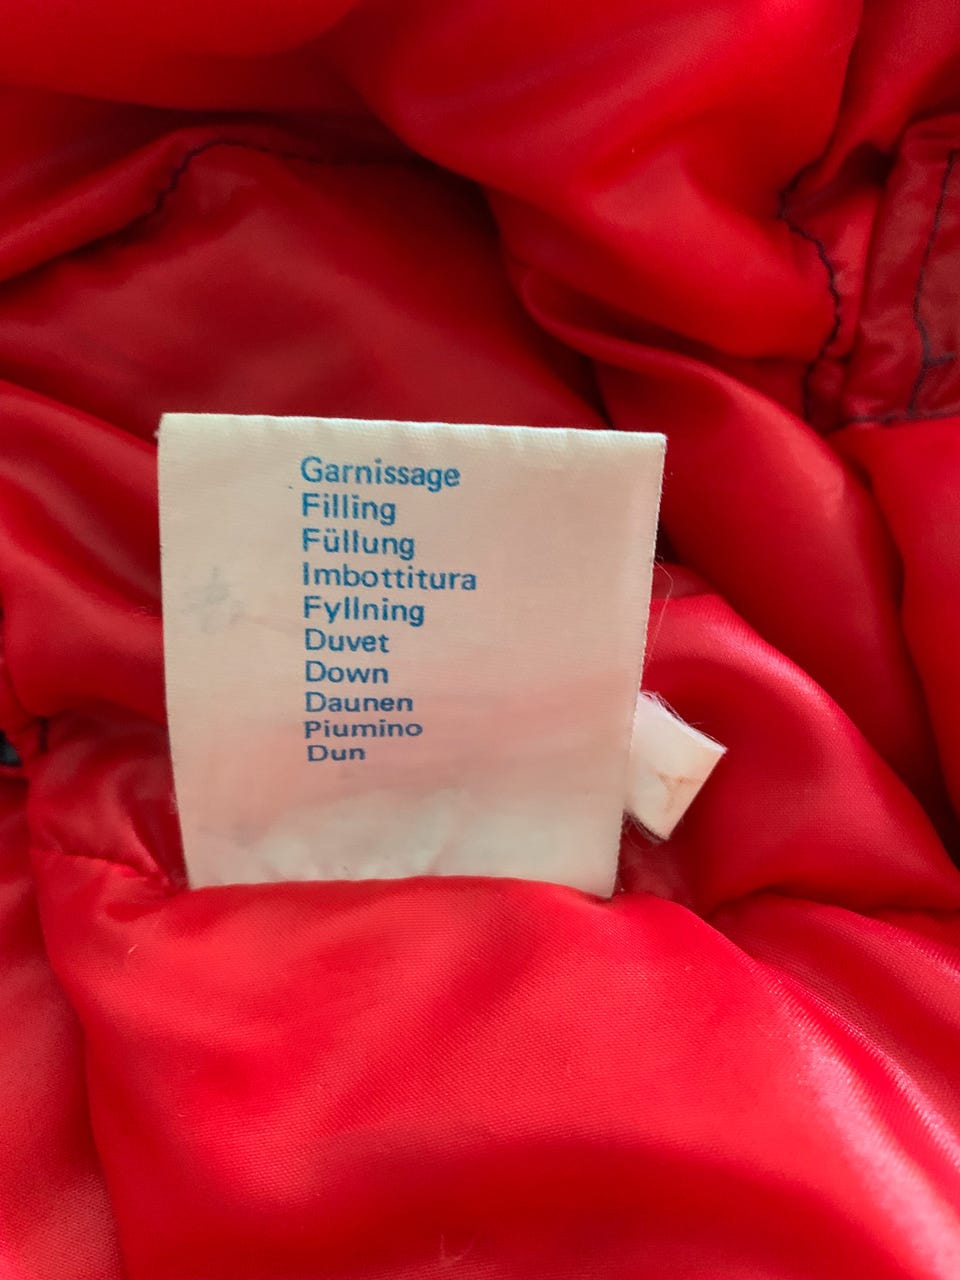 Garnissage
Filling
Füllung
Imbottitura
Fyllning
Duvet
Down
Daunen
Piumino
Dun